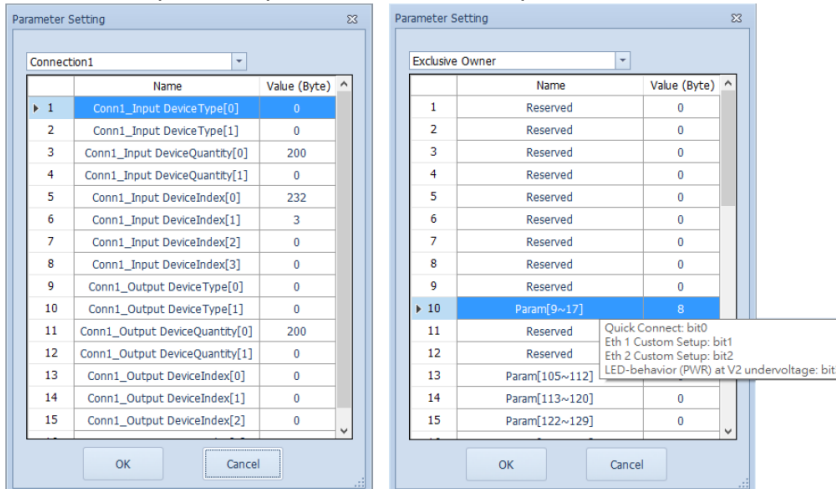 Parameter Setting
Connection1
Name Value (Byte)
1 Conn1_Input DeviceType[0] 0
2 Conn1_Input DeviceType[1] 0
3 Conn1_Input DeviceQuantity[0] 200
4 Conn1_Input DeviceQuantity[1] 0
5 Conn1_Input DeviceIndex[0] 232
6 Conn1_Input DeviceIndex[1] 3
7 Conn1_Input DeviceIndex[2] 0
8 Conn1_Input DeviceIndex[3] 0
9 Conn1_Output DeviceType[0] 0
10 Conn1_Output DeviceType[1] 0
11 Conn1_Output DeviceQuantity[0] 200
12 Conn1_Output DeviceQuantity[1] 0
13 Conn1_Output DeviceIndex[0] 0
14 Conn1_Output DeviceIndex[1] 0
15 Conn1_Output DeviceIndex[2] 0
OK Cancel
Parameter Setting
Exclusive Owner
Name Value (Byte)
1 Reserved 0
2 Reserved 0
3 Reserved 0
4 Reserved 0
5 Reserved 0
6 Reserved 0
7 Reserved 0
8 Reserved 0
9 Reserved 0
10 Param[9~17] 8
11 Reserved
12 Reserved
13 Param[105~112]
14 Param[113~120] 0
15 Param[122~129] 0
Quick Connect: bit0
Eth 1 Custom Setup: bit1
Eth 2 Custom Setup: bit2
LED-behavior (PWR) at V2 undervoltage: bit
OK Cancel